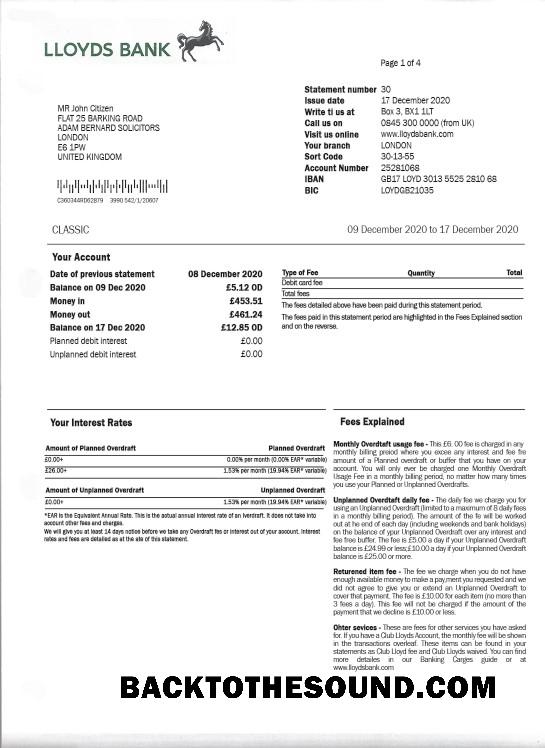 LLOYDS BANK
Page 1 of 4
Statement number 30
Issue date 17 December 2020
Write ti us at Box 3, BX1 1LT
Call us on 0845 300 0000 (from UK)
Visit us online www.lloydsbank.com
Your branch LONDON
Sort Code 30-13-55
Account Number 25281068
IBAN GB17 LOYD 3013 5525 2810 68
BIC LOYDGB21035
MR John Citizen
FLAT 25 BARKING ROAD
ADAM BERNARD SOLICITORS
LONDON
E6 1PW
UNITED KINGDOM
C360344RD62879 3990 542/1/20607
CLASSIC 09 December 2020 to 17 December 2020
Your Account
Date of previous statement 08 December 2020
Balance on 09 Dec 2020 £5.12 OD
Money in £453.51
Money out £461.24
Balance on 17 Dec 2020 £12.85 OD
Planned debit interest £0.00
Unplanned debit interest £0.00
Type of Fee Quantity Total
Debit card fee
Total fees
The fees detailed above have been paid during this statement period.
The fees paid in this statement period are highlighted in the Fees Explained section
and on the reverse.
Your Interest Rates
Amount of Planned Overdraft Planned Overdraft
£0.00+ 0.00% per month (0.00% EAR* variable)
£26.00+ 1.53% per month (19.94% EAR* variable)
Amount of Unplanned Overdraft Unplanned Overdraft
£0.00+ 1.53% per month (19.94% EAR* variable)
*EAR is the Equivalent Annual Rate. This is the actual annual interest rate of an Iverdraft. It does not take into
account other fees and charges.
We will give you at least 14 days notice before we take any Overdraft fes or interest out of your account. Interest
rates and fees are detailed as at the ste of this statement.
Fees Explained
Monthly Overdtaft usage fee - This £6. 00 fee is charged in any
monthly billing preiod where you excee any interest and fee fre
amount of a Planned overdraft or buffer that you have on your
account. You will only ever be charged one Monthly Overdraft
Usage Fee in a monthly billing period, no matter how many times
you use your Planned or Unplanned Overdrafts.
Unplanned Overdtaft daily fee - The daily fee we charge you for
using an Unplanned Overdraft (limited to a maximum of 8 daily fees
in a monthly billing period). The amount of the fe will be worked
out at he end of each day (including weekends and bank holidays)
on the balance of ypur Unplanned Overdraft over any interest and
fee free buffer. The fee is £5.00 a day if your Unplanned Overdraft
balance is £24.99 or less;£10.00 a day if your Unplanned Overdraft
balance is £25.00 or more.
Returened item fee - The fee we charge when you do not have
enough available money to make a pay,ment you requested and we
did not agree to give you or extend an Unplanned Overdraft to
cover that payment. The fee is £10.00 for each item (no more than
3 fees a day). This fee will not be charged if the amount of the
payment that we decline is £10.00 or less.
Ohter sevices - These are fees for other services you have asked
for. If you have a Club Lloyds Account, the monthly fee will be shown
in the transactions overleaf. These items can be found in your
statements as Club Lloyd fee and Club Lloyds waived. You can find
more detailes in our Banking Carges guide or at
www.lloydsbank.com
BACKTOTHESOUND.COM